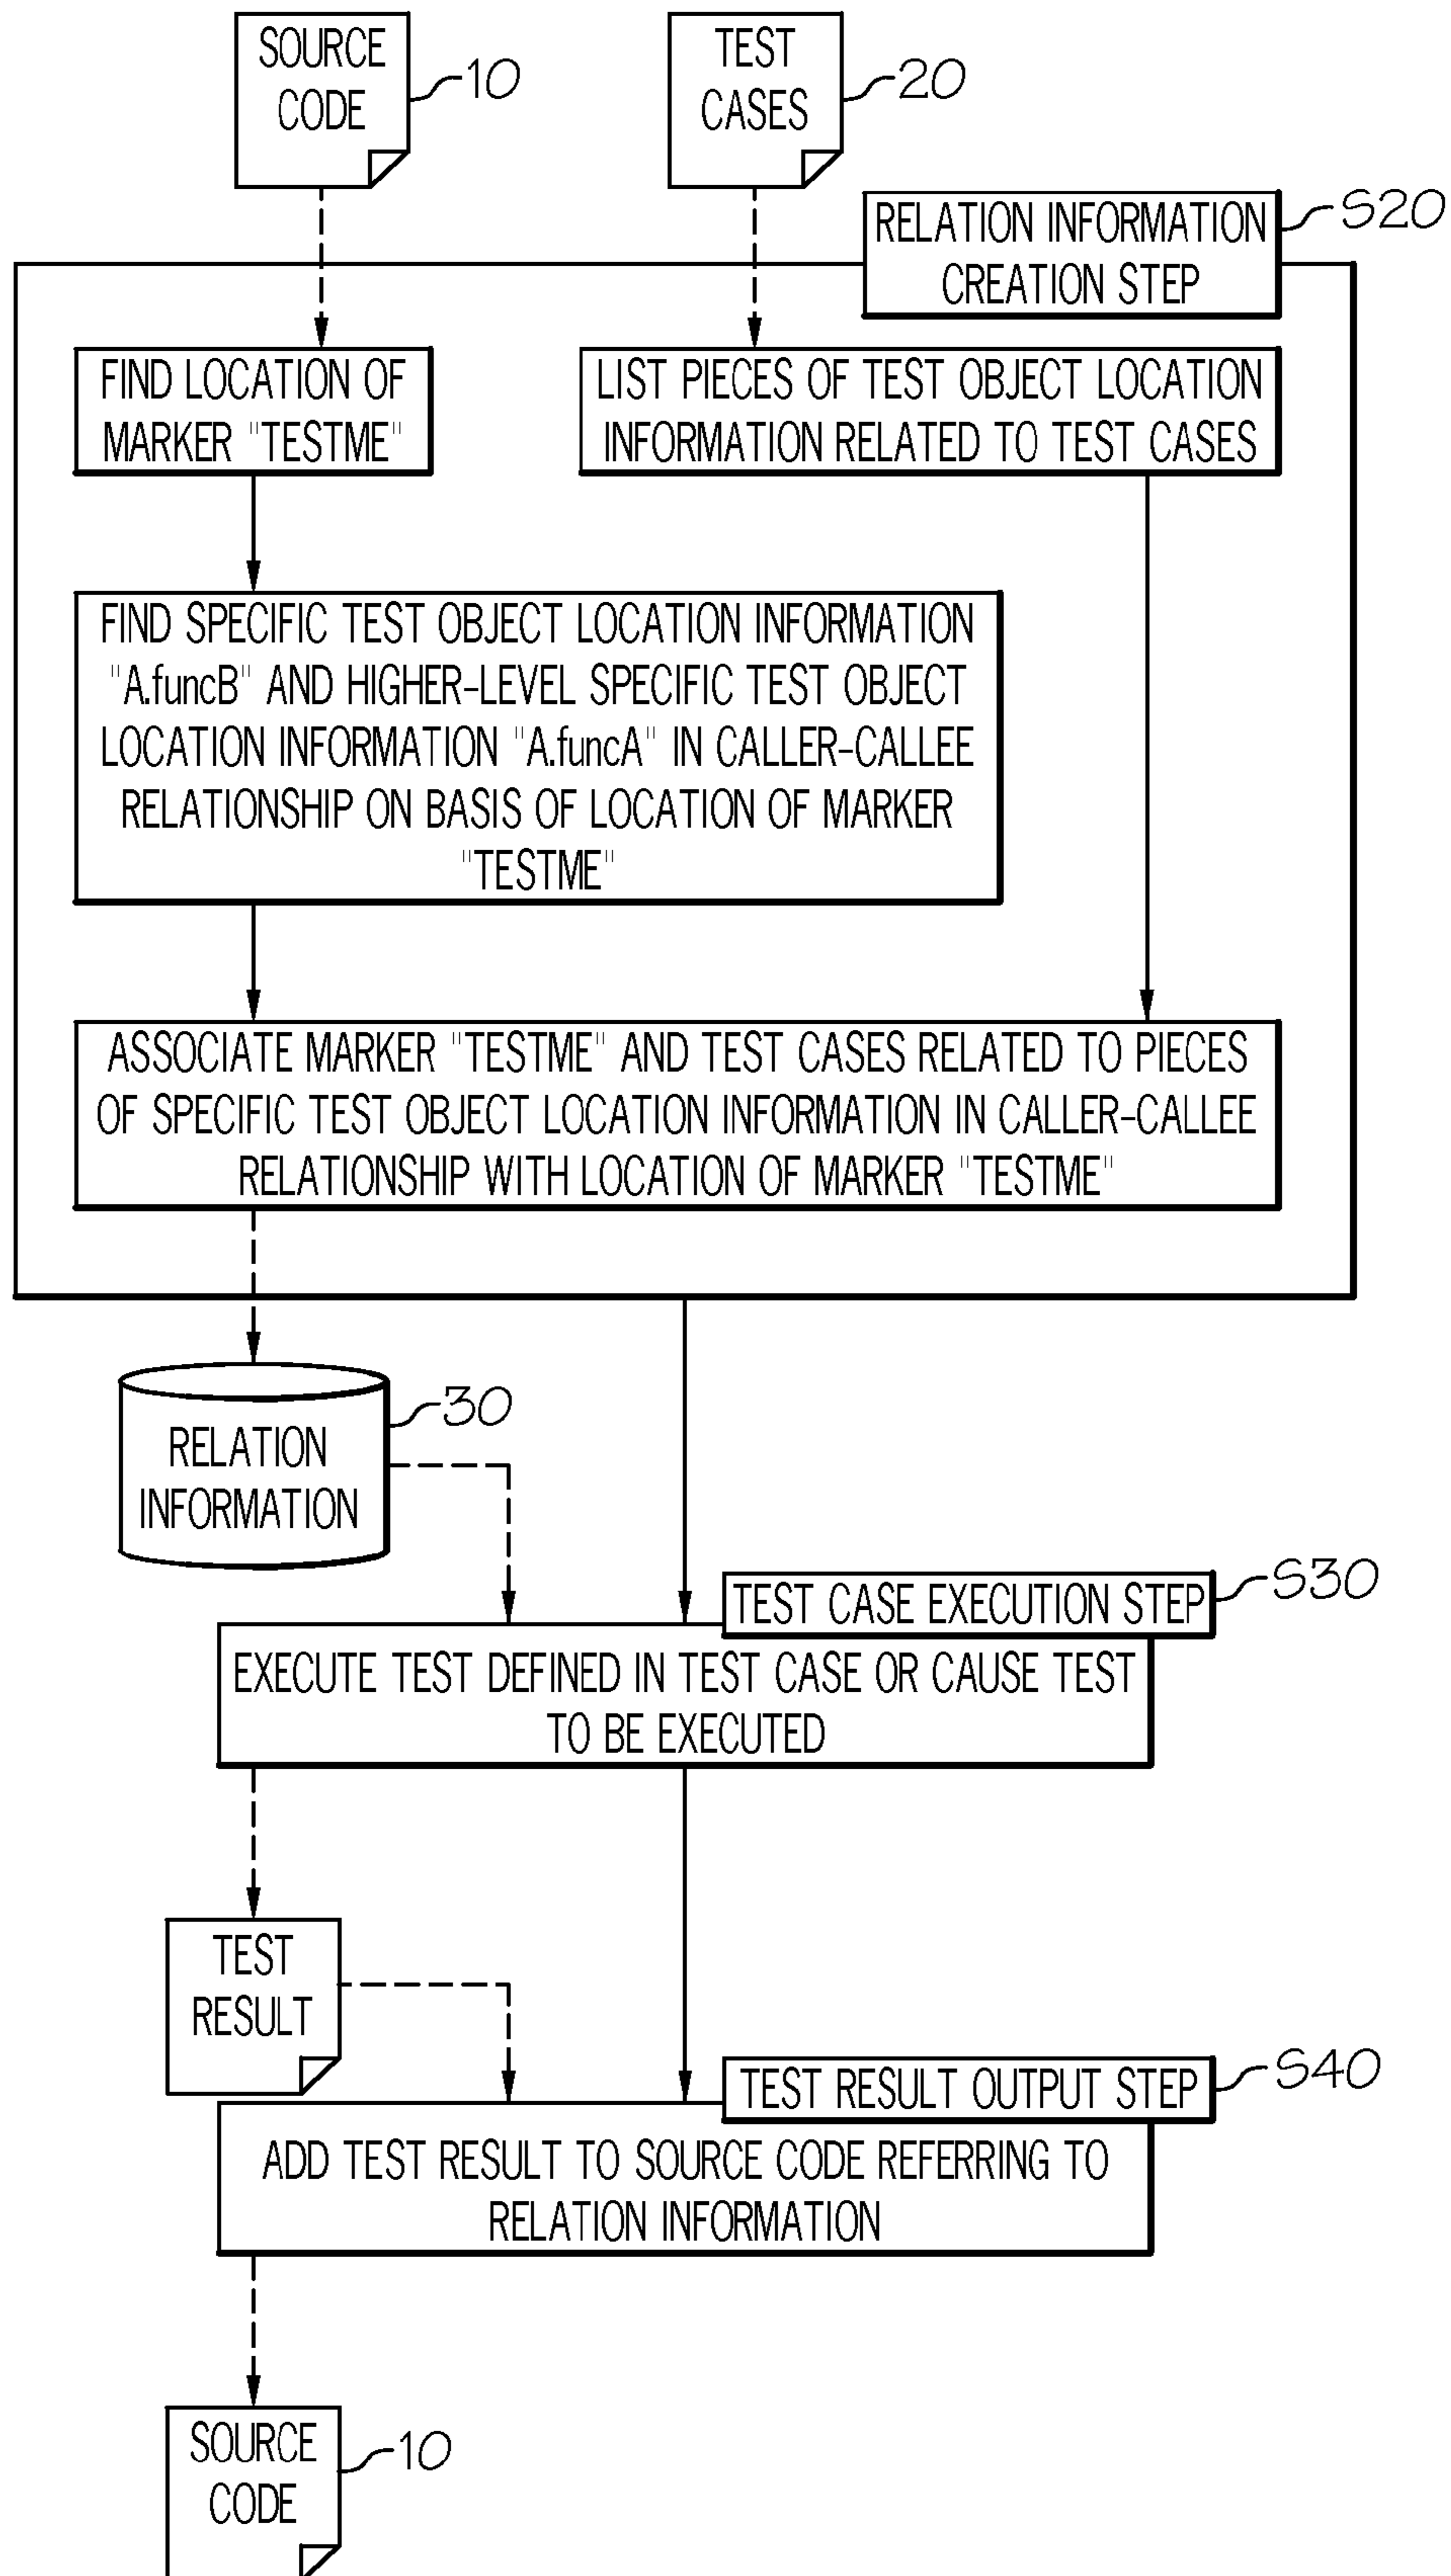 SOURCE
CODE
10
TEST
CASES
20
RELATION INFORMATION
CREATION STEP
S20
FIND LOCATION OF
MARKER "TESTME"
LIST PIECES OF TEST OBJECT LOCATION
INFORMATION RELATED TO TEST CASES
FIND SPECIFIC TEST OBJECT LOCATION INFORMATION
"A.funcB" AND HIGHER-LEVEL SPECIFIC TEST OBJECT
LOCATION INFORMATION "A.funcA" IN CALLER-CALLEE
RELATIONSHIP ON BASIS OF LOCATION OF MARKER
"TESTME"
ASSOCIATE MARKER "TESTME" AND TEST CASES RELATED TO PIECES
OF SPECIFIC TEST OBJECT LOCATION INFORMATION IN CALLER-CALLEE
RELATIONSHIP WITH LOCATION OF MARKER "TESTME"
RELATION
INFORMATION
30
TEST CASE EXECUTION STEP
S30
EXECUTE TEST DEFINED IN TEST CASE OR CAUSE TEST
TO BE EXECUTED
TEST
RESULT
TEST RESULT OUTPUT STEP
S40
ADD TEST RESULT TO SOURCE CODE REFERRING TO
RELATION INFORMATION
SOURCE
CODE
10